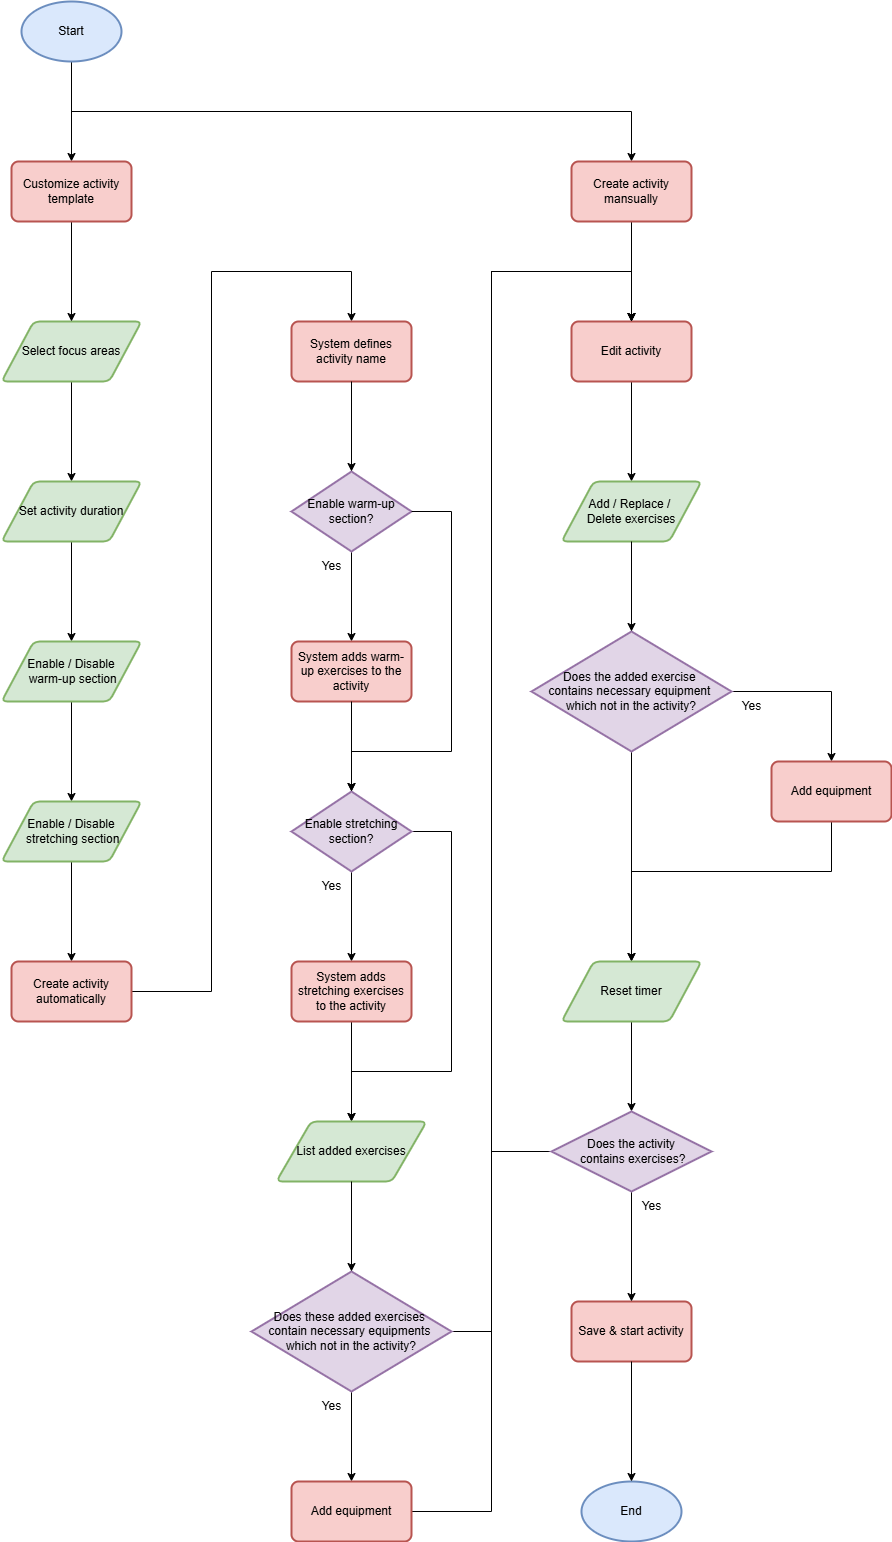 Start
Customize activity
template
Select focus areas
Set activity duration
Enable / Disable
warm-up section
Enable / Disable
stretching section
Create activity
automatically
System defines
activity name
Enable warm-up
section?
Yes
System adds warm-
up exercises to the
activity
Enable stretching
section?
Yes
System adds
stretching exercises
to the activity
List added exercises
Does these added exercises
contain necessary equipments
which not in the activity?
Yes
Add equipment
Create activity
manually
Edit activity
Add / Replace /
Delete exercises
Does the added exercise
contains necessary equipment
which not in the activity?
Yes
Add equipment
Reset timer
Does the activity
contains exercises?
Yes
Save & start activity
End